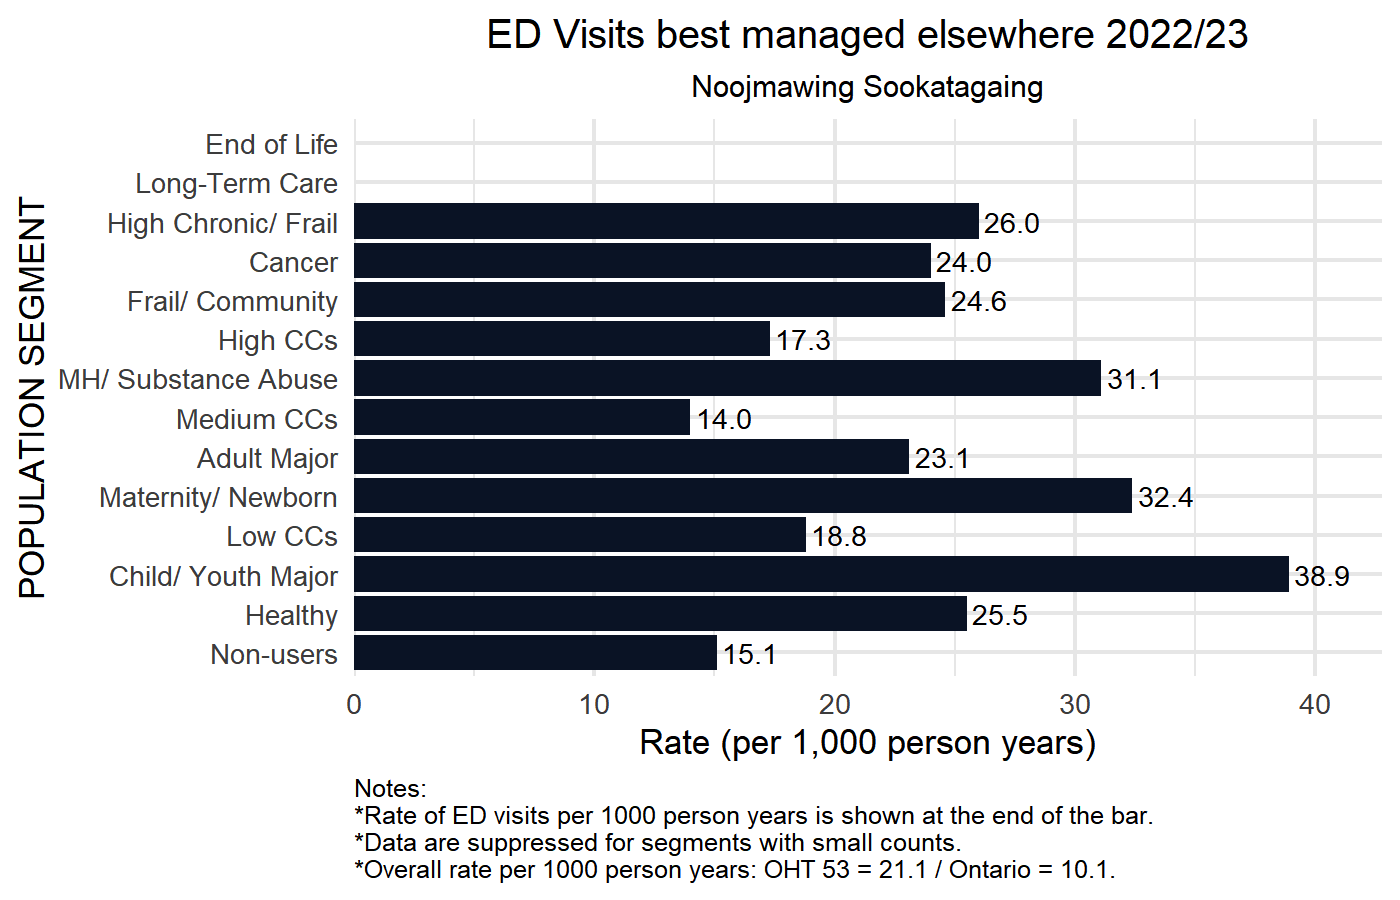 ED Visits best managed elsewhere 2022/23
Noojmawing Sookatagaing
POPULATION SEGMENT
End of Life
Long-Term Care
High Chronic/ Frail 26.0
Cancer 24.0
Frail/ Community 24.6
High CCs 17.3
MH/ Substance Abuse 31.1
Medium CCs 14.0
Adult Major 23.1
Maternity/ Newborn 32.4
Low CCs 18.8
Child/ Youth Major 38.9
Healthy 25.5
Non-users 15.1
0 10 20 30 40
Rate (per 1,000 person years)
Notes:
*Rate of ED visits per 1000 person years is shown at the end of the bar.
*Data are suppressed for segments with small counts.
*Overall rate per 1000 person years: OHT 53 = 21.1 / Ontario = 10.1.